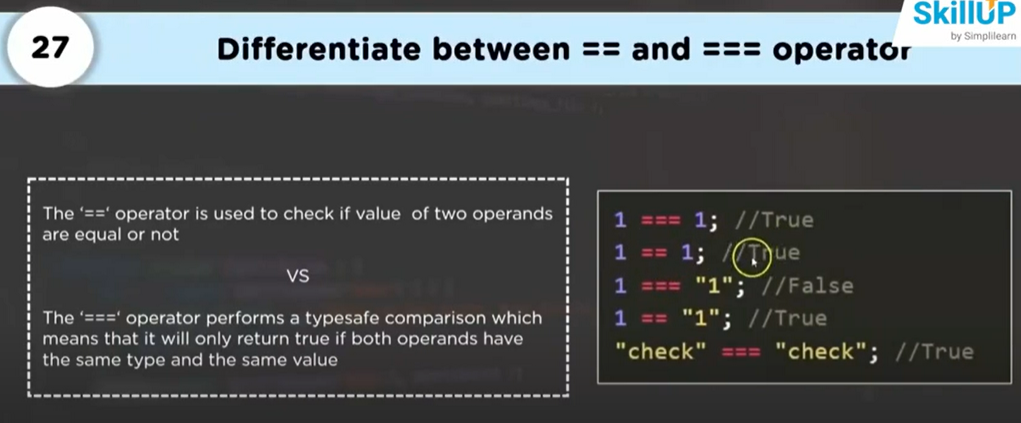 SkillUP
by Simplilearn
27
Differentiate between == and === operator
The ‘==‘ operator is used to check if value of two operands
are equal or not
VS
The ‘===‘ operator performs a typesafe comparison which
means that it will only return true if both operands have
the same type and the same value
1 === 1; //True
1 == 1; //True
1 === "1"; //False
1 == "1"; //True
"check" === "check"; //True